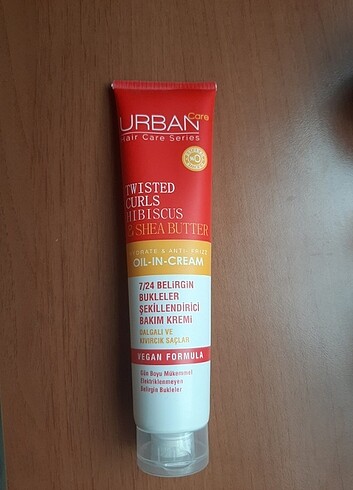 URBAN Care
Hair Care Series
TWISTED
CURLS
HIBISCUS
& SHEA BUTTER
HYDRATE & ANTI-FRIZZ
OIL-IN-CREAM
7/24 BELİRGİN
BUKLELER
ŞEKİLLENDİRİCİ
BAKIM KREMİ
DALGALI VE
KIVIRCIK SAÇLAR
VEGAN FORMULA
Gün Boyu Mükemmel
Elektriklenmeyen
Belirgin Bukleler